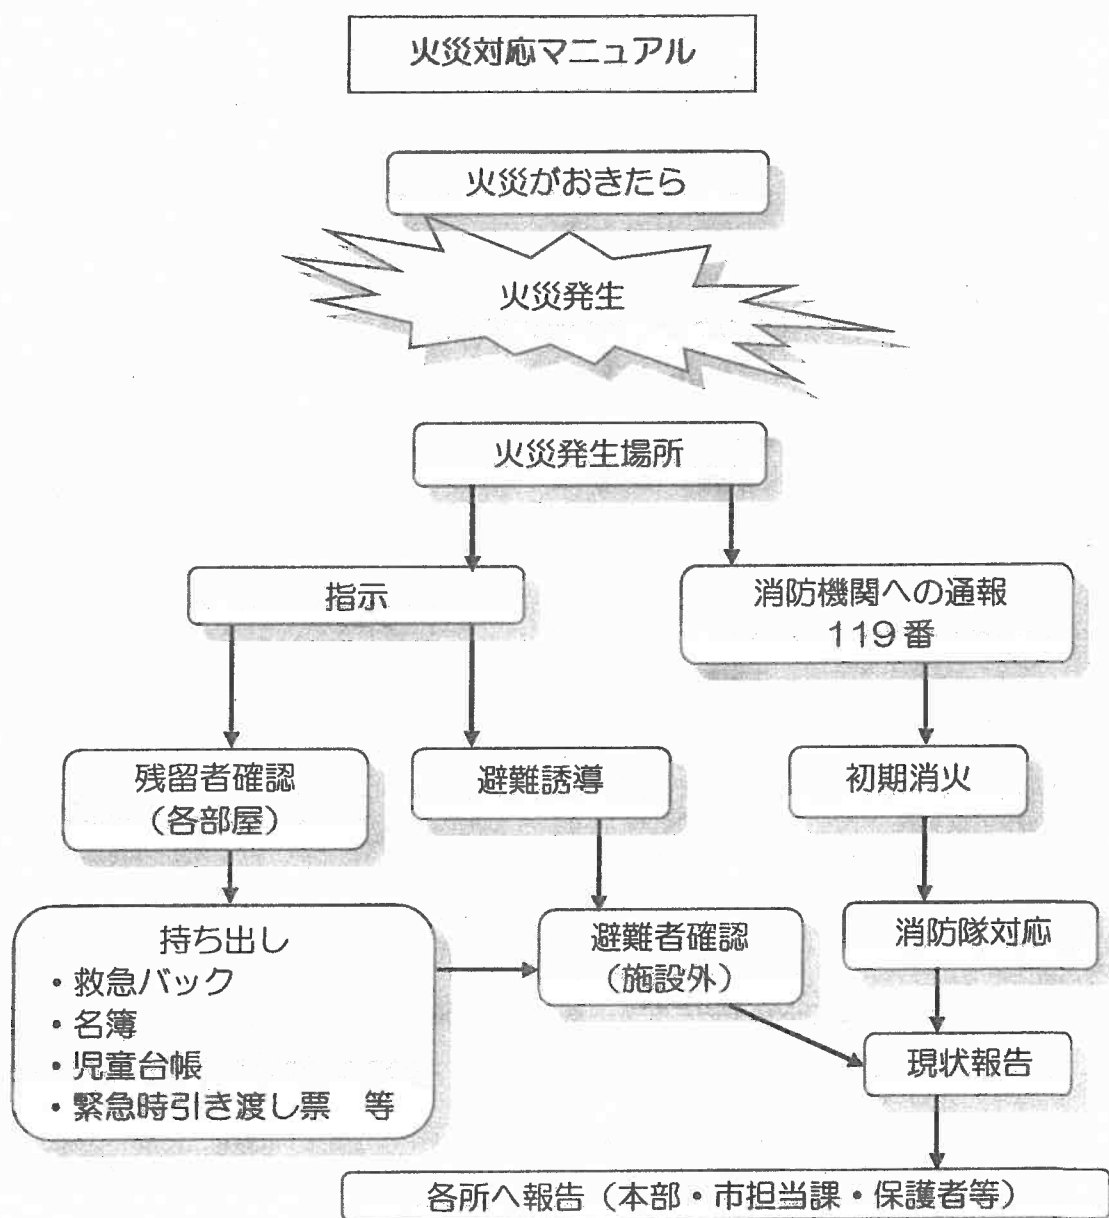 火災対応マニュアル
火災がおきたら
火災発生
火災発生場所
指示
消防機関への通報
119番
残留者確認
（各部屋）
避難誘導
初期消火
持ち出し
・救急バック
・名簿
・児童台帳
・緊急時引き渡し票　等
避難者確認
（施設外）
消防隊対応
現状報告
各所へ報告（本部・市担当課・保護者等）